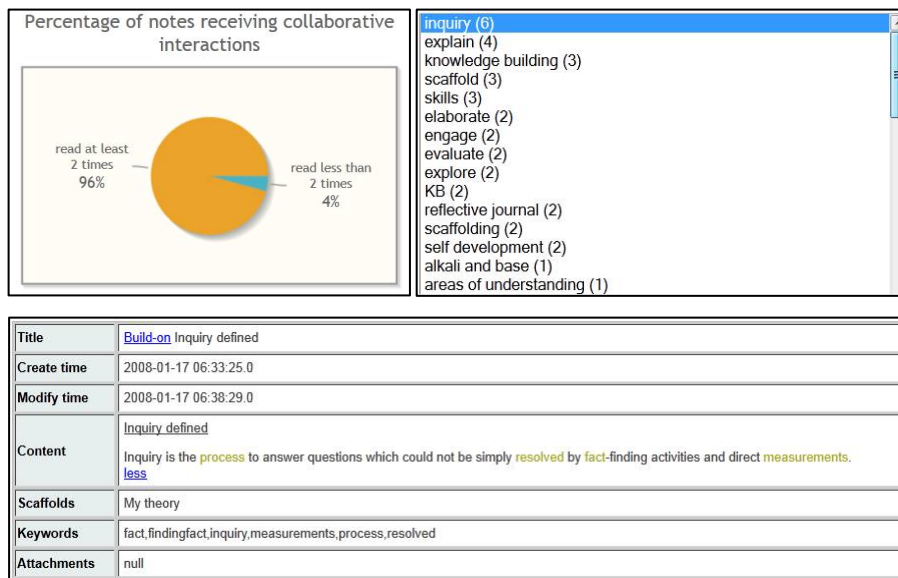 Percentage of notes receiving collaborative
interactions
read at least
2 times
96%
read less than
2 times
4%
inquiry (6)
explain (4)
knowledge building (3)
scaffold (3)
skills (3)
elaborate (2)
engage (2)
evaluate (2)
explore (2)
KB (2)
reflective journal (2)
scaffolding (2)
self development (2)
alkali and base (1)
areas of understanding (1)
Title Build-on Inquiry defined
Create time 2008-01-17 06:33:25.0
Modify time 2008-01-17 06:38:29.0
Content Inquiry defined
Inquiry is the process to answer questions which could not be simply resolved by fact-finding activities and direct measurements.
less
Scaffolds My theory
Keywords fact,findingfact,inquiry,measurements,process,resolved
Attachments null